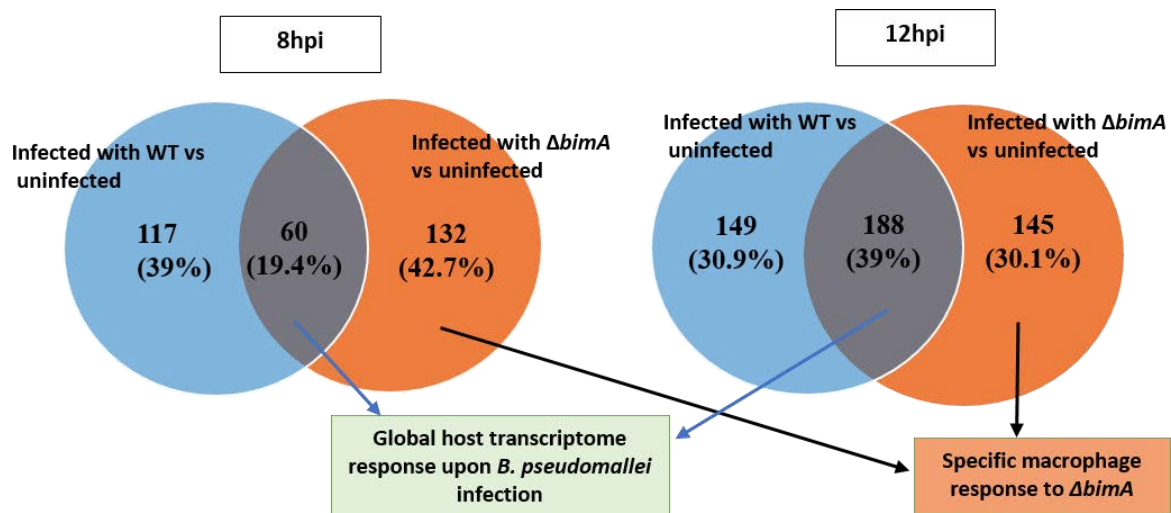 8hpi
12hpi
Infected with WT vs
uninfected
Infected with ΔbimA
vs uninfected
117
(39%)
60
(19.4%)
132
(42.7%)
Infected with WT vs
uninfected
Infected with ΔbimA
vs uninfected
149
(30.9%)
188
(39%)
145
(30.1%)
Global host transcriptome
response upon B. pseudomallei
infection
Specific macrophage
response to ΔbimA